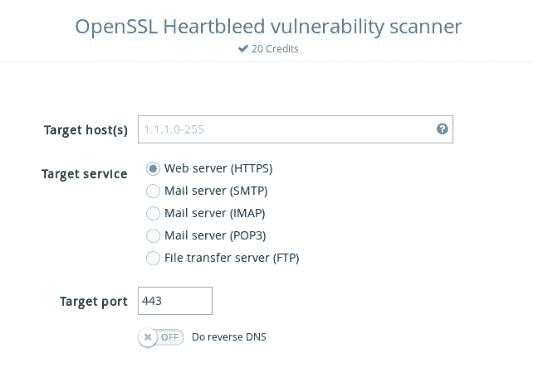 OpenSSL Heartbleed vulnerability scanner
20 Credits
Target host(s) 1.1.1.0-255
Target service Web server (HTTPS)
Mail server (SMTP)
Mail server (IMAP)
Mail server (POP3)
File transfer server (FTP)
Target port 443
OFF Do reverse DNS